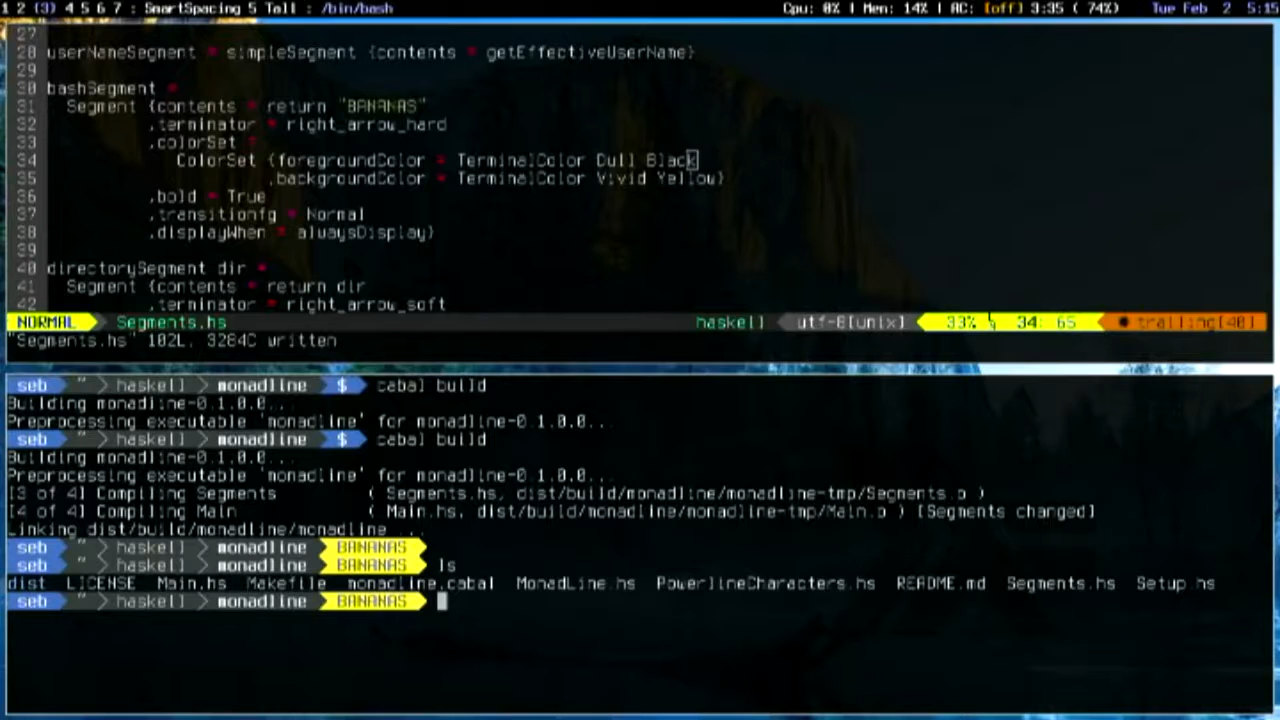 1 2 (3) 4 5 6 7 : SmartSpacing 5 Tall : /bin/bash Cpu: 8% | Mem: 14% | AC: [off] 3:35 ( 74%) Tue Feb 2 5:15
27
28 userNameSegment = simpleSegment {contents = getEffectiveUserName}
29
30 bashSegment =
31 Segment {contents = return "BANANAS"
32 ,terminator = right_arrow_hard
33 ,colorSet =
34 ColorSet {foregroundColor = TerminalColor Dull Black
35 ,backgroundColor = TerminalColor Vivid Yellow}
36 ,bold = True
37 ,transitionfg = Normal
38 ,displayWhen = alwaysDisplay}
39
40 directorySegment dir =
41 Segment {contents = return dir
42 ,terminator = right_arrow_soft
NORMAL Segments.hs haskell utf-8[unix] 33% 34: 65 trailing[40]
"Segments.hs" 102L, 3284C written
seb ~ haskell monadline $ cabal build
Building monadline-0.1.0.0...
Preprocessing executable 'monadline' for monadline-0.1.0.0...
seb ~ haskell monadline $ cabal build
Building monadline-0.1.0.0...
Preprocessing executable 'monadline' for monadline-0.1.0.0...
[3 of 4] Compiling Segments ( Segments.hs, dist/build/monadline/monadline-tmp/Segments.o )
[4 of 4] Compiling Main ( Main.hs, dist/build/monadline/monadline-tmp/Main.o ) [Segments changed]
Linking dist/build/monadline/monadline ...
seb ~ haskell monadline BANANAS
seb ~ haskell monadline BANANAS ls
dist LICENSE Main.hs Makefile monadline.cabal MonadLine.hs PowerlineCharacters.hs README.md Segments.hs Setup.hs
seb ~ haskell monadline BANANAS